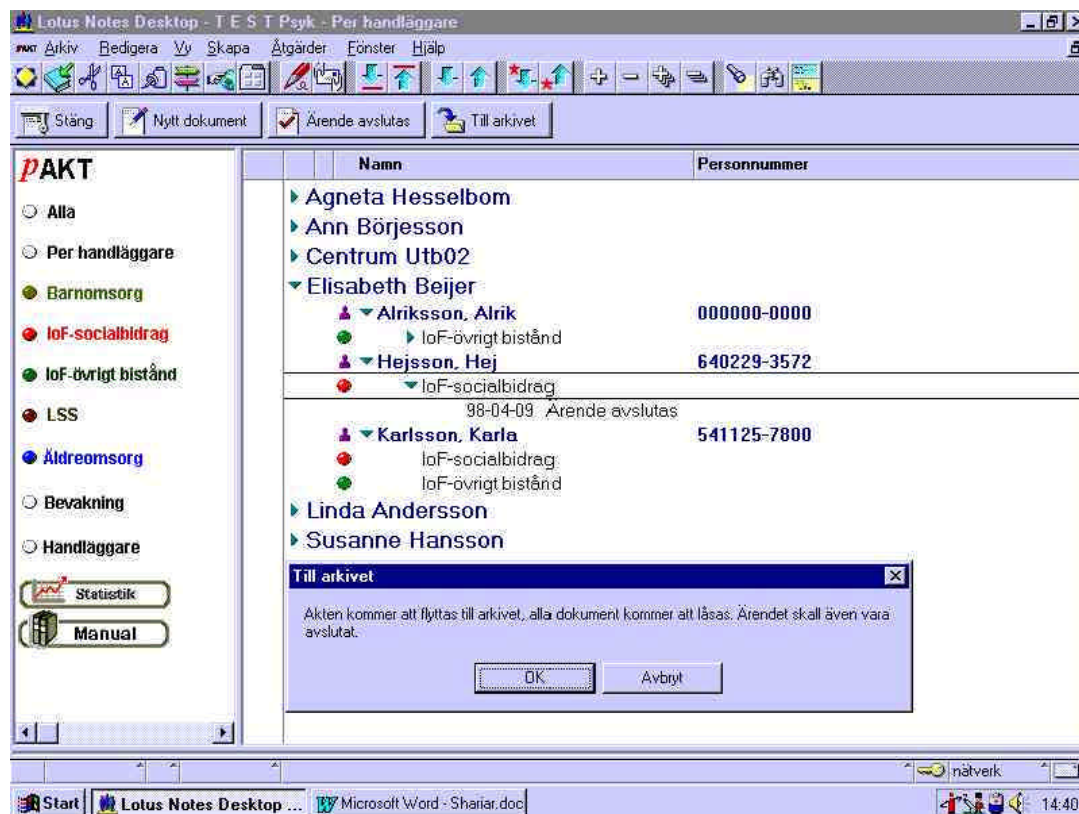 Lotus Notes Desktop - T E S T Psyk - Per handläggare
Arkiv Redigera Vy Skapa Åtgärder Fönster Hjälp
Stäng Nytt dokument Ärende avslutas Till arkivet
pAKT
Alla
Per handläggare
Barnomsorg
IoF-socialbidrag
IoF-övrigt bistånd
LSS
Äldreomsorg
Bevakning
Handläggare
Statistik
Manual
Namn Personnummer
Agneta Hesselbom
Ann Börjesson
Centrum Utb02
Elisabeth Beijer
Alriksson, Alrik 000000-0000
IoF-övrigt bistånd
Hejsson, Hej 640229-3572
IoF-socialbidrag
98-04-09 Ärende avslutas
Karlsson, Karla 541125-7800
IoF-socialbidrag
IoF-övrigt bistånd
Linda Andersson
Susanne Hansson
Till arkivet
Akten kommer att flyttas till arkivet, alla dokument kommer att låsas. Ärendet skall även vara
avslutat.
OK Avbryt
nätverk
Start Lotus Notes Desktop ... Microsoft Word - Shariar.doc 14:40